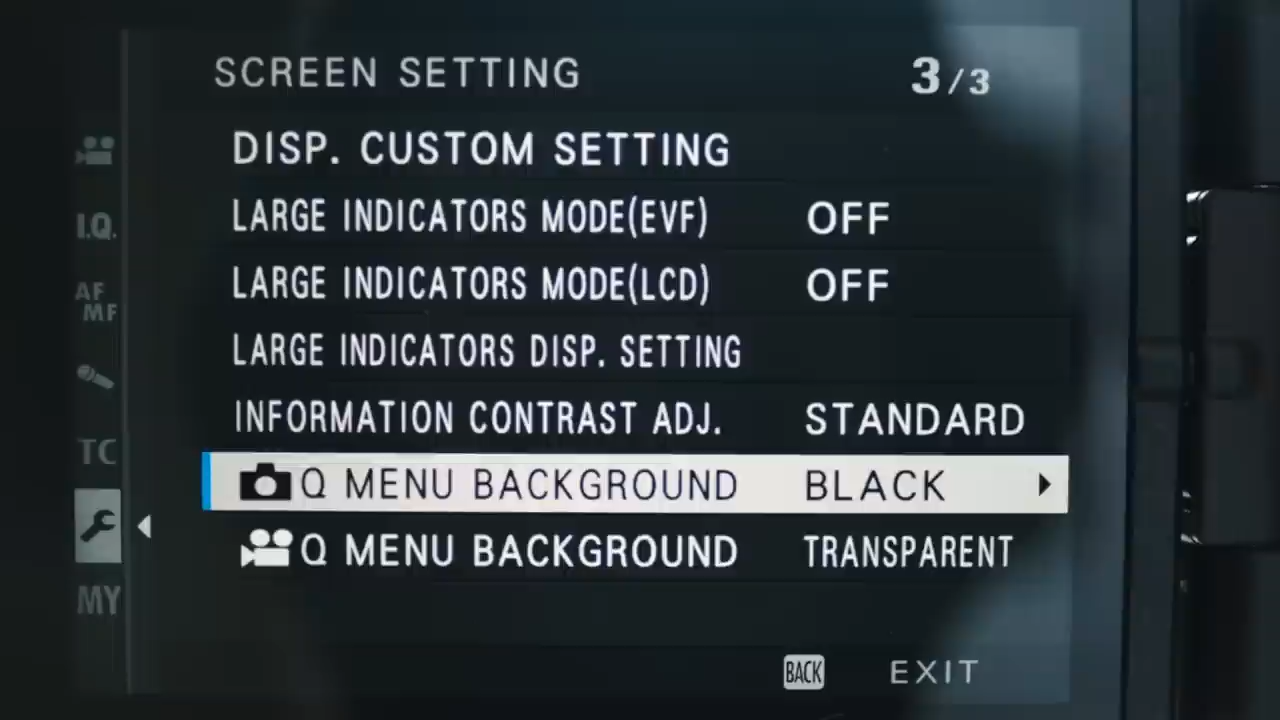 SCREEN SETTING 3/3
DISP. CUSTOM SETTING
LARGE INDICATORS MODE(EVF) OFF
LARGE INDICATORS MODE(LCD) OFF
LARGE INDICATORS DISP. SETTING
INFORMATION CONTRAST ADJ. STANDARD
Q MENU BACKGROUND BLACK
Q MENU BACKGROUND TRANSPARENT
I.Q.
AF
MF
TC
MY
BACK EXIT